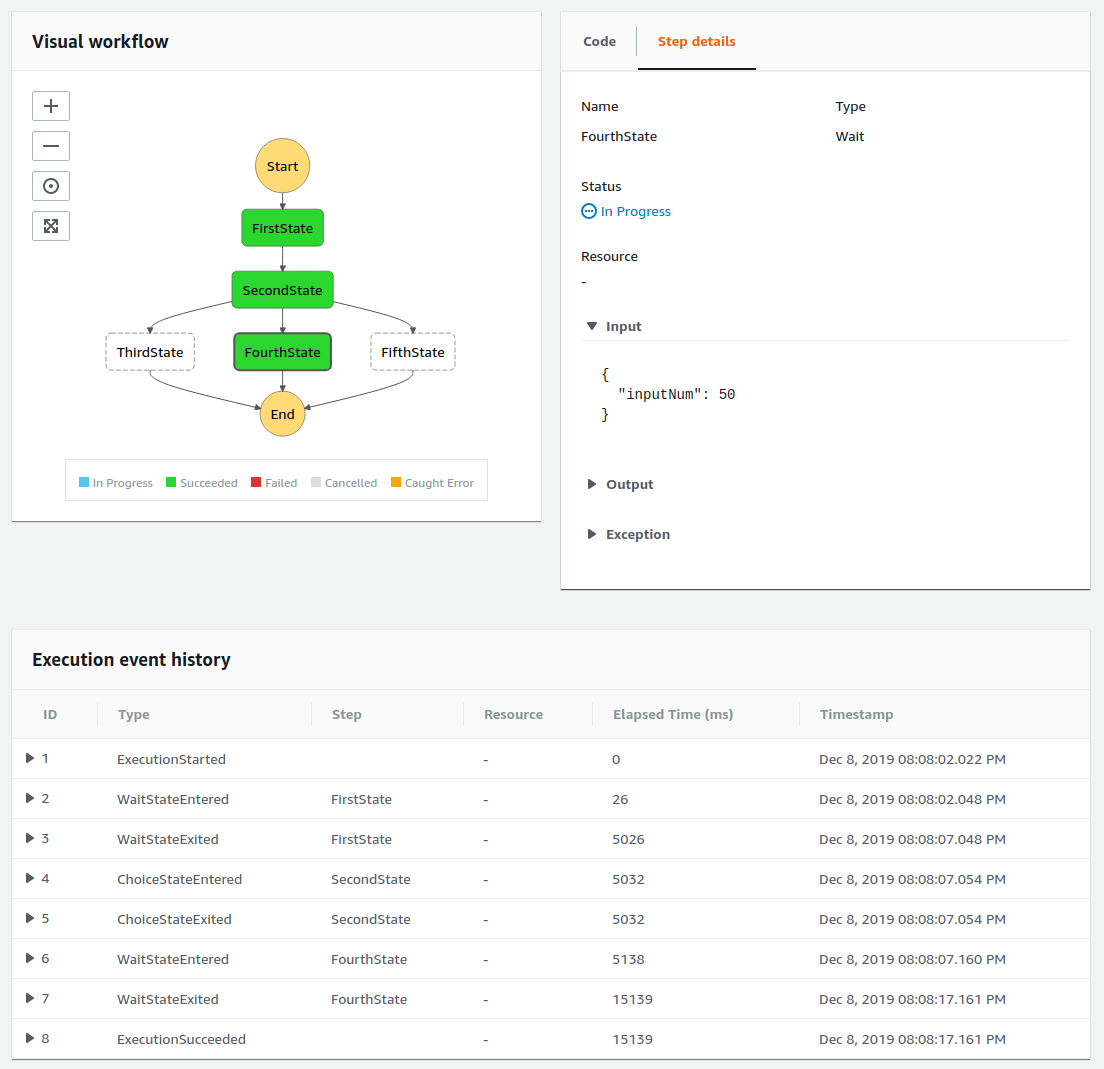 Visual workflow
Start
FirstState
SecondState
ThirdState FourthState FifthState
End
In Progress Succeeded Failed Cancelled Caught Error
Code Step details
Name Type
FourthState Wait
Status
In Progress
Resource
-
Input
{
"inputNum": 50
}
Output
Exception
Execution event history
ID Type Step Resource Elapsed Time (ms) Timestamp
1 ExecutionStarted - 0 Dec 8, 2019 08:08:02.022 PM
2 WaitStateEntered FirstState - 26 Dec 8, 2019 08:08:02.048 PM
3 WaitStateExited FirstState - 5026 Dec 8, 2019 08:08:07.048 PM
4 ChoiceStateEntered SecondState - 5032 Dec 8, 2019 08:08:07.054 PM
5 ChoiceStateExited SecondState - 5032 Dec 8, 2019 08:08:07.054 PM
6 WaitStateEntered FourthState - 5138 Dec 8, 2019 08:08:07.160 PM
7 WaitStateExited FourthState - 15139 Dec 8, 2019 08:08:17.161 PM
8 ExecutionSucceeded - 15139 Dec 8, 2019 08:08:17.161 PM